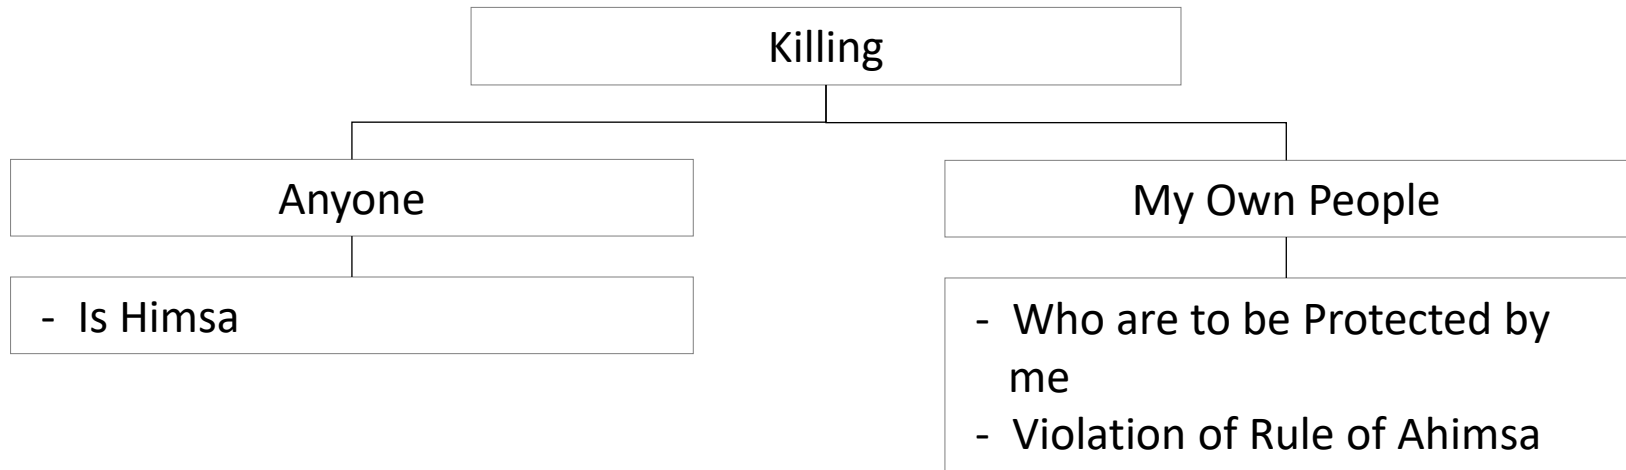 Killing
Anyone
My Own People
- Is Himsa
- Who are to be Protected by
me
- Violation of Rule of Ahimsa